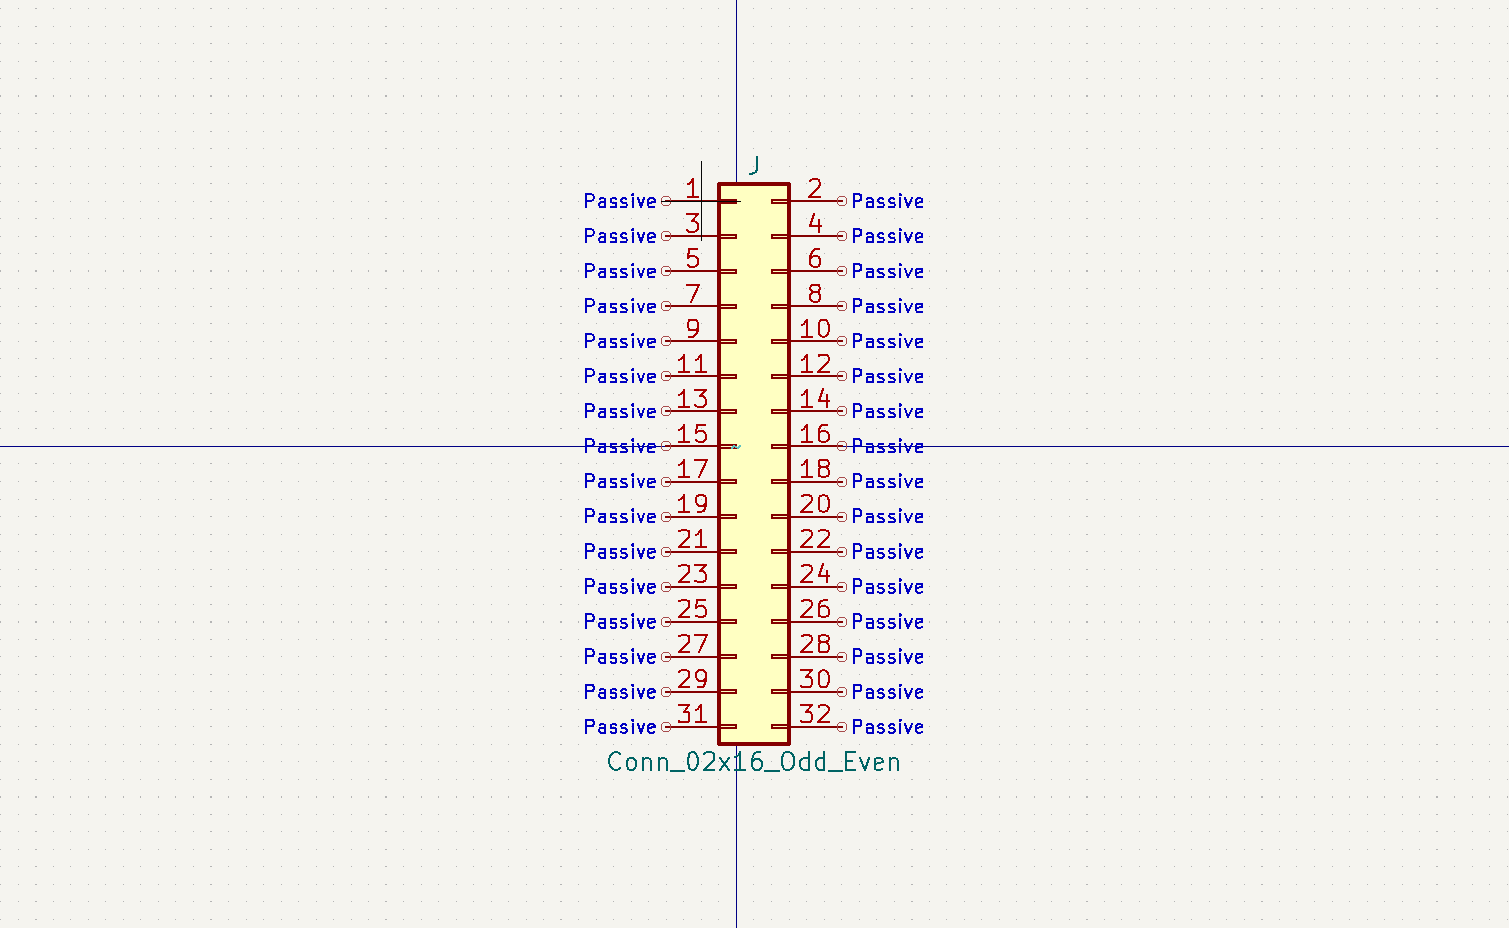 J
Passive 1 2 Passive
Passive 3 4 Passive
Passive 5 6 Passive
Passive 7 8 Passive
Passive 9 10 Passive
Passive 11 12 Passive
Passive 13 14 Passive
Passive 15 16 Passive
Passive 17 18 Passive
Passive 19 20 Passive
Passive 21 22 Passive
Passive 23 24 Passive
Passive 25 26 Passive
Passive 27 28 Passive
Passive 29 30 Passive
Passive 31 32 Passive
Conn_02x16_Odd_Even